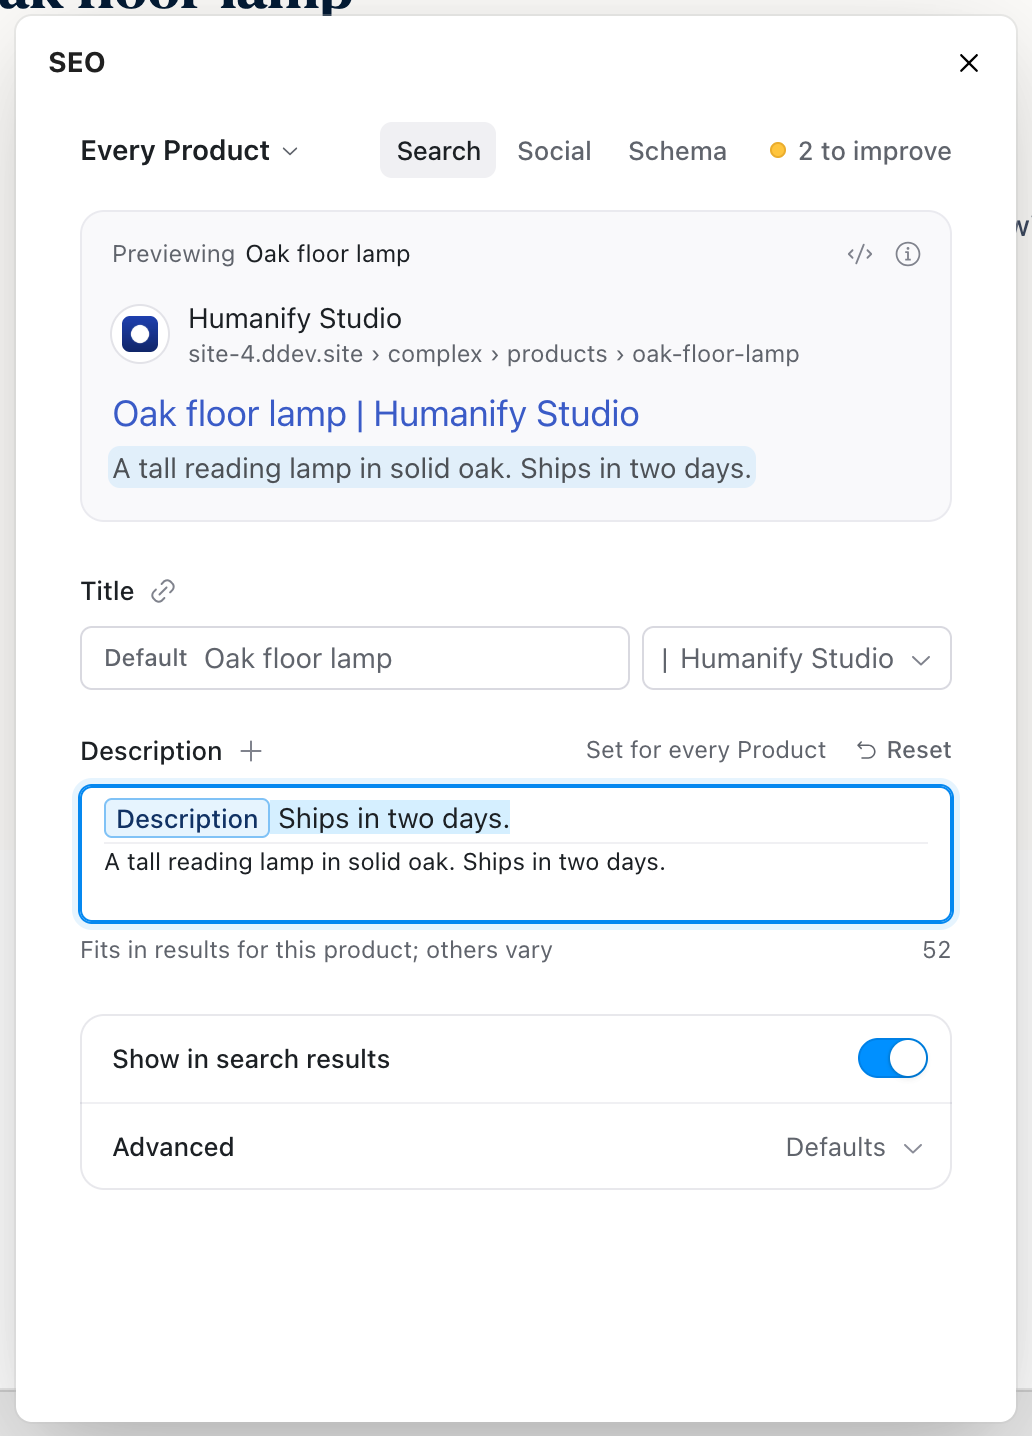 oak floor lamp
SEO
Every Product
Search
Social
Schema
2 to improve
Previewing Oak floor lamp
</>
Humanify Studio
site-4.ddev.site › complex › products › oak-floor-lamp
Oak floor lamp | Humanify Studio
A tall reading lamp in solid oak. Ships in two days.
Title
Default Oak floor lamp
| Humanify Studio
Description
Set for every Product
Reset
Description Ships in two days.
A tall reading lamp in solid oak. Ships in two days.
Fits in results for this product; others vary
52
Show in search results
Advanced
Defaults